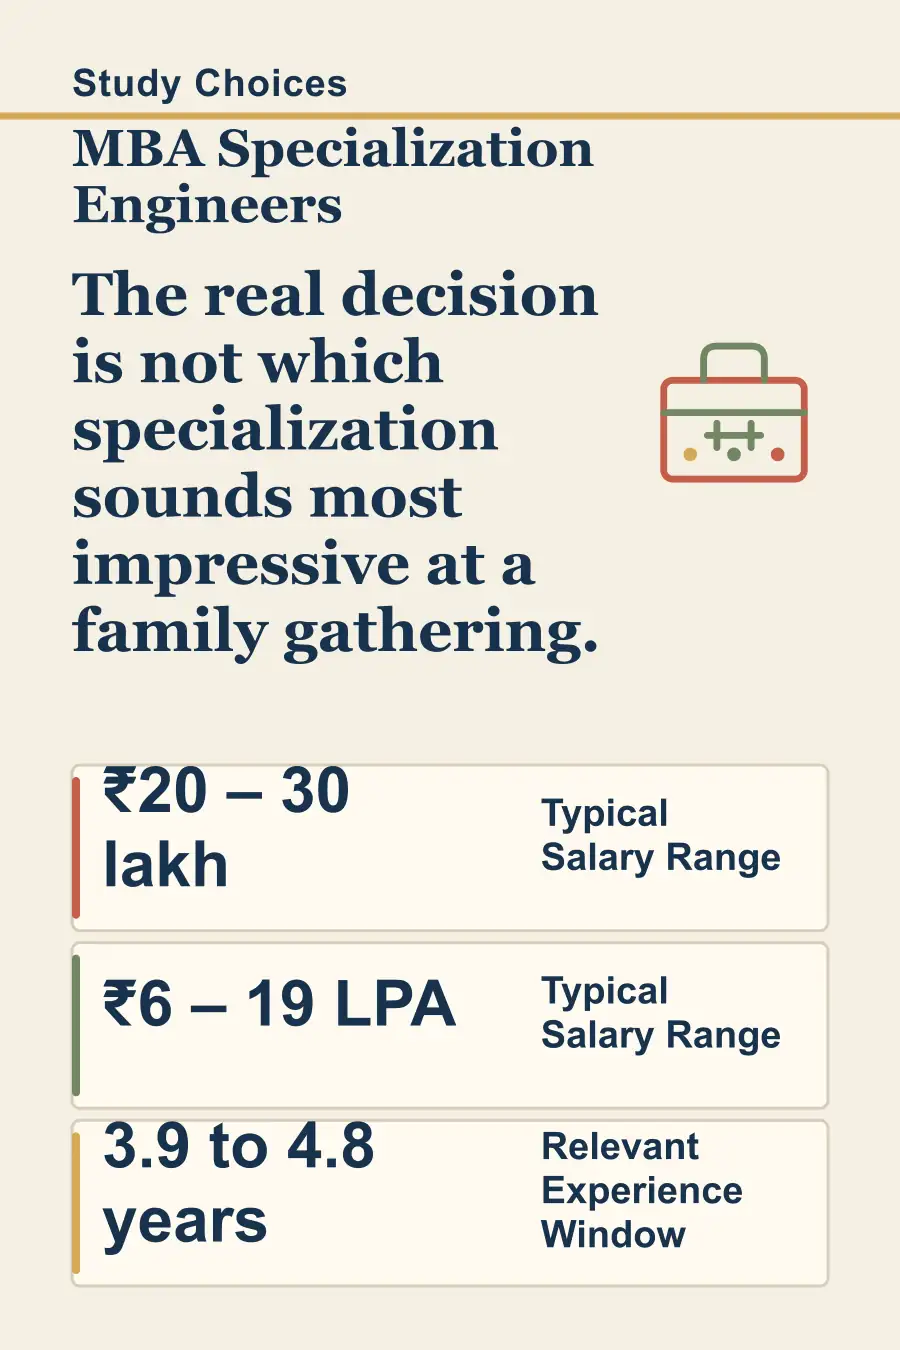 Study Choices
MBA Specialization
Engineers
The real decision
is not which
specialization
sounds most
impressive at a
family gathering.
₹20 – 30
lakh
Typical
Salary Range
₹6 – 19 LPA
Typical
Salary Range
3.9 to 4.8
years
Relevant
Experience
Window